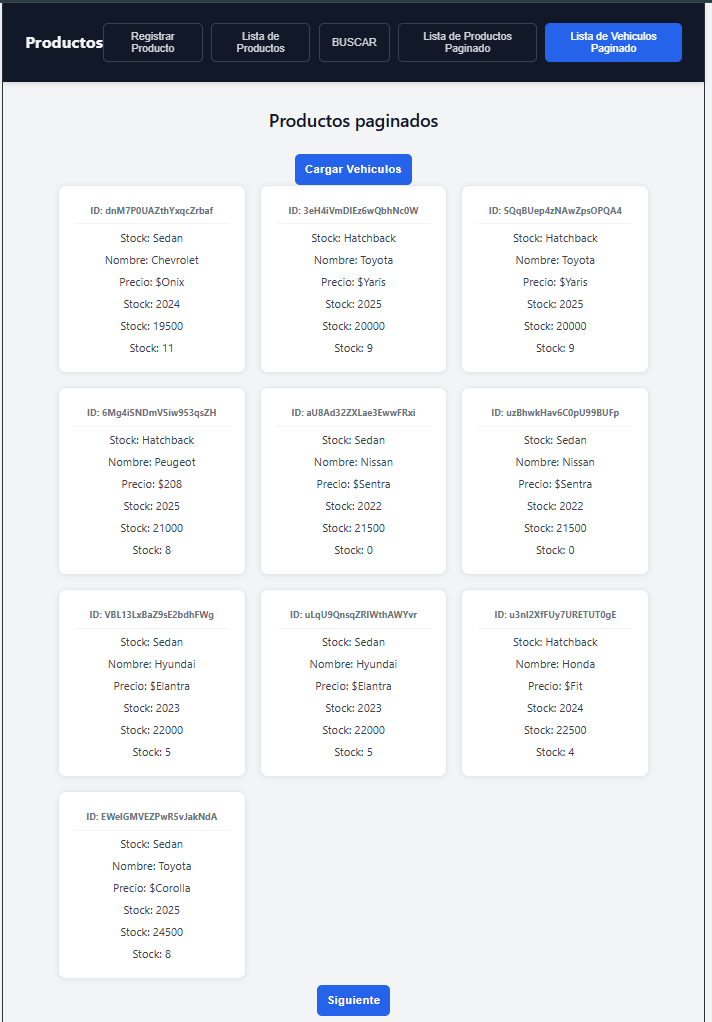 Productos
Registrar
Producto
Lista de
Productos
BUSCAR
Lista de Productos
Paginado
Lista de Vehiculos
Paginado
Productos paginados
Cargar Vehiculos
ID: dnM7P0UAZthYxqcZrbaf
Stock: Sedan
Nombre: Chevrolet
Precio: $Onix
Stock: 2024
Stock: 19500
Stock: 11
ID: 3eH4iVmDIEz6wQbhNc0W
Stock: Hatchback
Nombre: Toyota
Precio: $Yaris
Stock: 2025
Stock: 20000
Stock: 9
ID: SQqBUep4zNAwZpsOPQA4
Stock: Hatchback
Nombre: Toyota
Precio: $Yaris
Stock: 2025
Stock: 20000
Stock: 9
ID: 6Mg4iSNDmVSiw953qsZH
Stock: Hatchback
Nombre: Peugeot
Precio: $208
Stock: 2025
Stock: 21000
Stock: 8
ID: aU8Ad32ZXLae3EwwFRxi
Stock: Sedan
Nombre: Nissan
Precio: $Sentra
Stock: 2022
Stock: 21500
Stock: 0
ID: uzBhwkHav6C0pU99BUFp
Stock: Sedan
Nombre: Nissan
Precio: $Sentra
Stock: 2022
Stock: 21500
Stock: 0
ID: VBL13LxBaZ9sE2bdhFWg
Stock: Sedan
Nombre: Hyundai
Precio: $Elantra
Stock: 2023
Stock: 22000
Stock: 5
ID: uLqU9QnsqZRlWthAWYvr
Stock: Sedan
Nombre: Hyundai
Precio: $Elantra
Stock: 2023
Stock: 22000
Stock: 5
ID: u3nI2XfFUy7URETUT0gE
Stock: Hatchback
Nombre: Honda
Precio: $Fit
Stock: 2024
Stock: 22500
Stock: 4
ID: EWelGMVEZPwR5vJakNdA
Stock: Sedan
Nombre: Toyota
Precio: $Corolla
Stock: 2025
Stock: 24500
Stock: 8
Siguiente